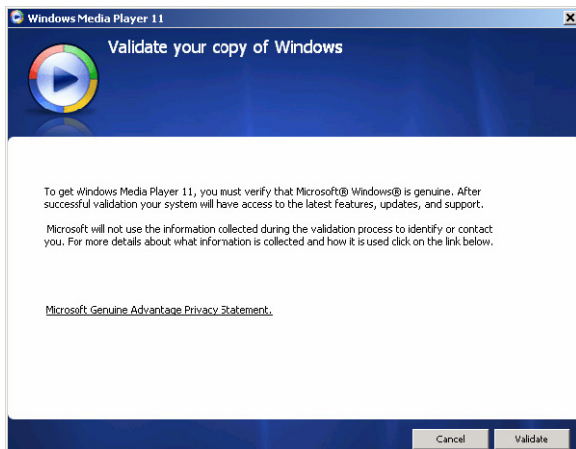 Windows Media Player 11
Validate your copy of Windows
To get Windows Media Player 11, you must verify that Microsoft® Windows® is genuine. After
successful validation your system will have access to the latest features, updates, and support.
Microsoft will not use the information collected during the validation process to identify or contact
you. For more details about what information is collected and how it is used click on the link below.
Microsoft Genuine Advantage Privacy Statement.
Cancel Validate